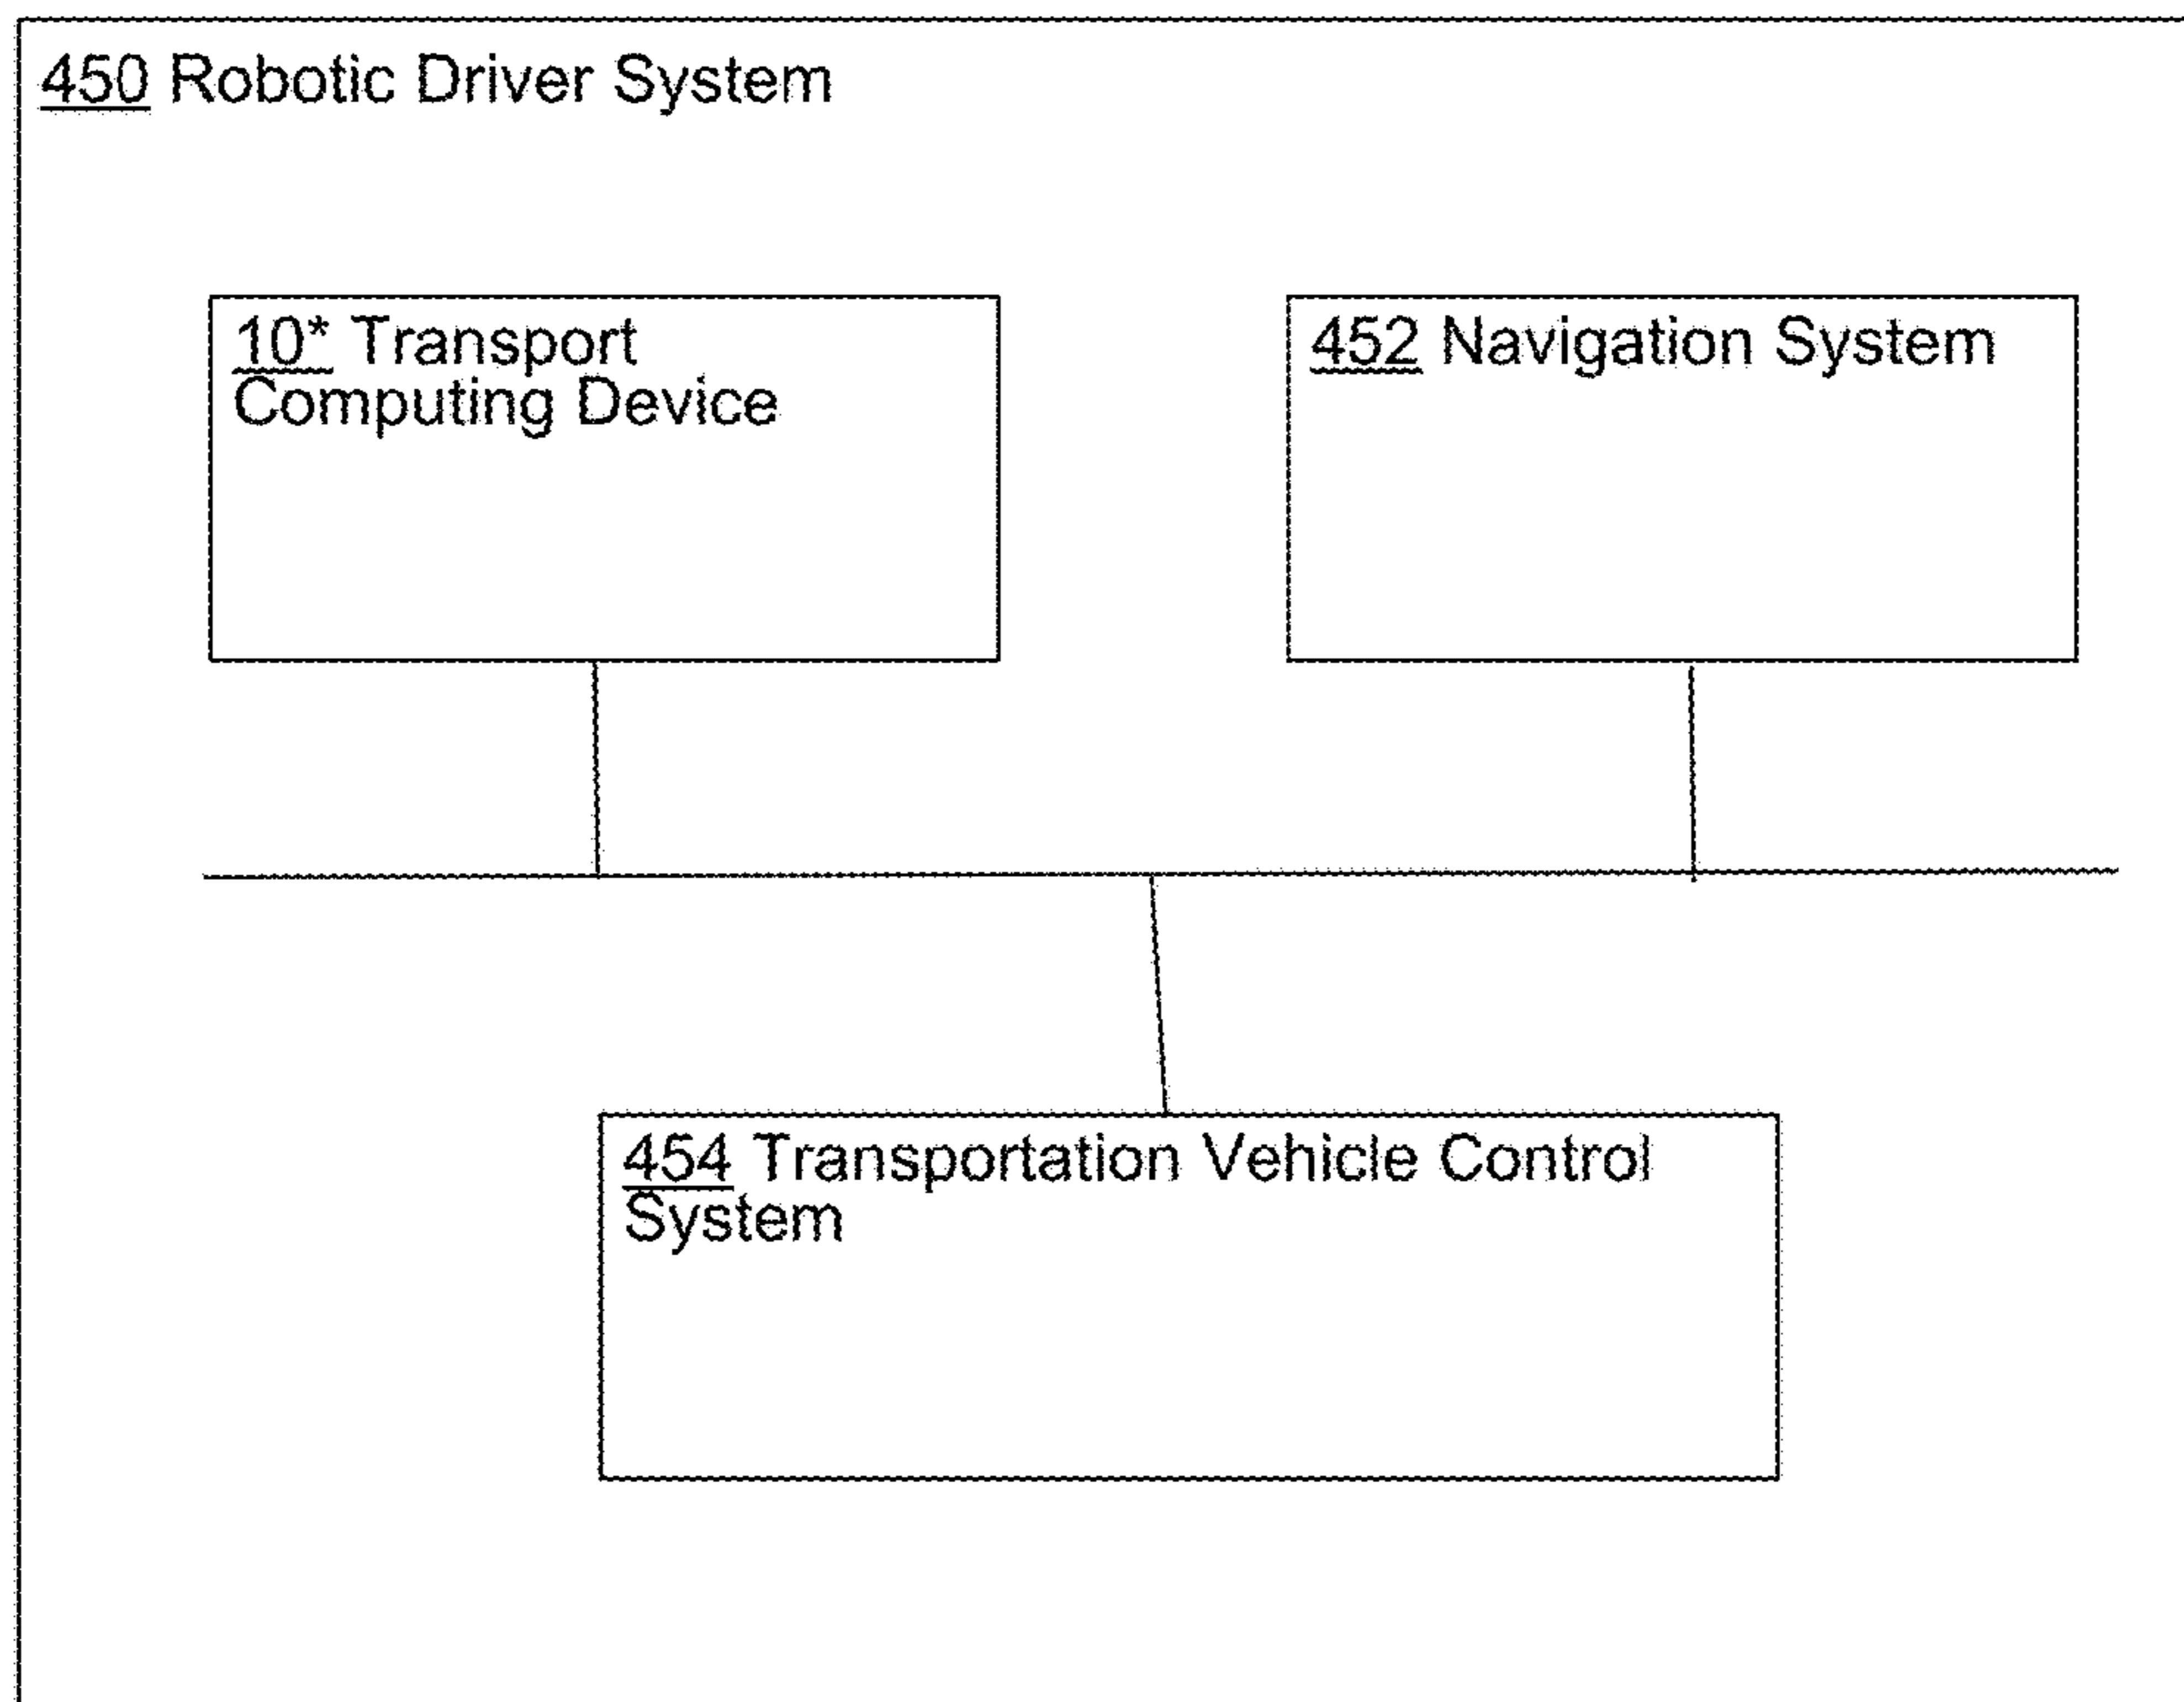 450 Robotic Driver System
10* Transport
Computing Device
452 Navigation System
454 Transportation Vehicle Control
System